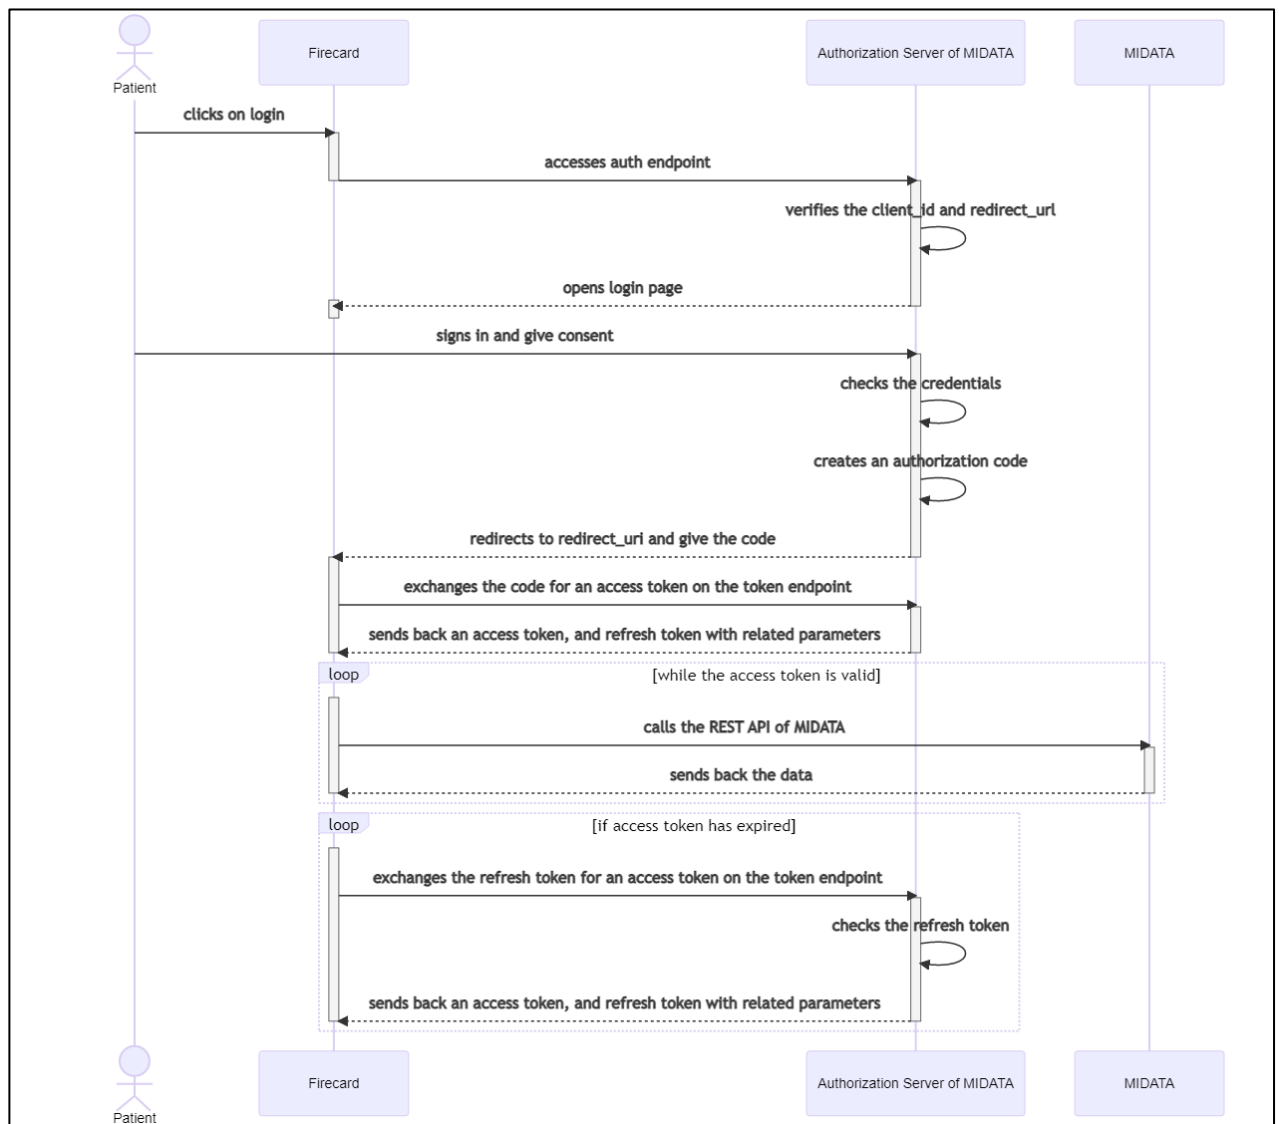 Patient
Firecard
Authorization Server of MIDATA
MIDATA
clicks on login
accesses auth endpoint
verifies the client_id and redirect_url
opens login page
signs in and give consent
checks the credentials
creates an authorization code
redirects to redirect_uri and give the code
exchanges the code for an access token on the token endpoint
sends back an access token, and refresh token with related parameters
loop
[while the access token is valid]
calls the REST API of MIDATA
sends back the data
loop
[if access token has expired]
exchanges the refresh token for an access token on the token endpoint
checks the refresh token
sends back an access token, and refresh token with related parameters
Patient
Firecard
Authorization Server of MIDATA
MIDATA